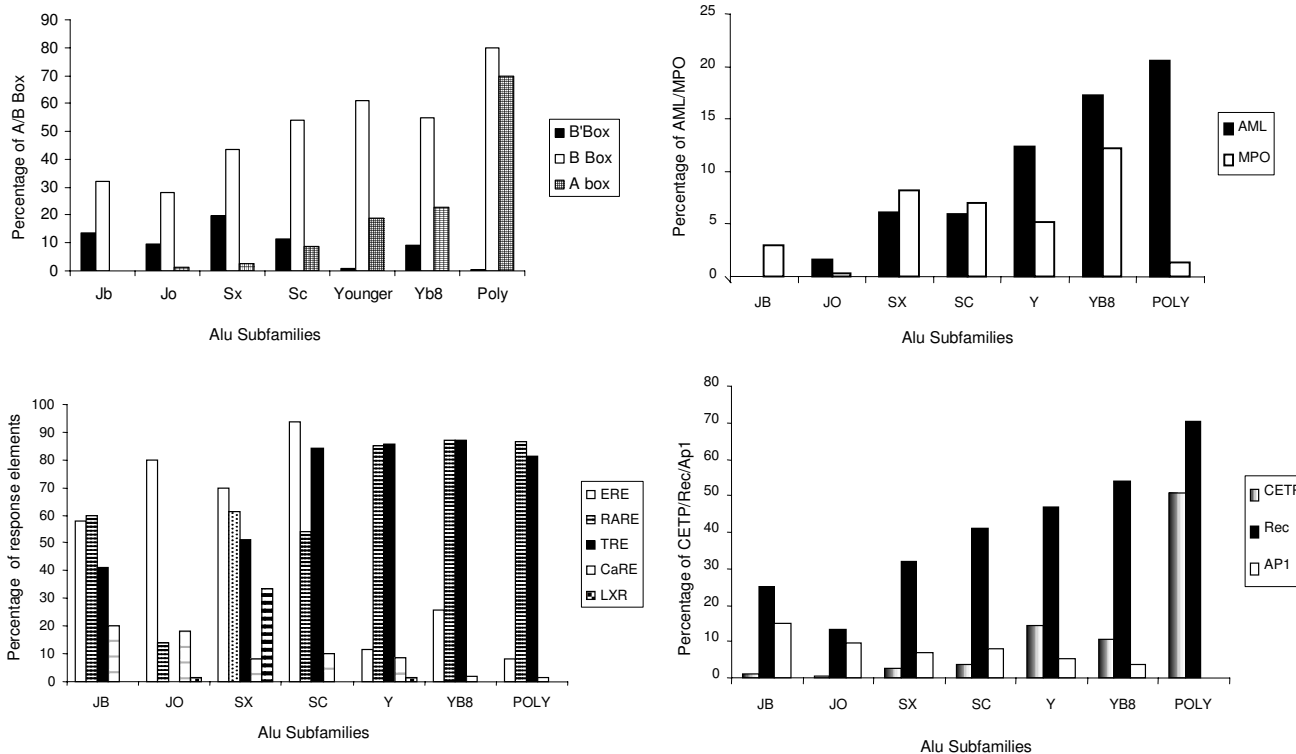 Percentage of A/B Box
90
80
70
60
50
40
30
20
10
0
Jb Jo Sx Sc Younger Yb8 Poly
Alu Subfamilies
B'Box
B Box
A box
Percentage of AML/MPO
25
20
15
10
5
0
JB JO SX SC Y YB8 POLY
Alu Subfamilies
AML
MPO
Percentage of response elements
100
90
80
70
60
50
40
30
20
10
0
JB JO SX SC Y YB8 POLY
Alu Subfamilies
ERE
RARE
TRE
CaRE
LXR
Percentage of CETP/Rec/Ap1
80
70
60
50
40
30
20
10
0
JB JO SX SC Y YB8 POLY
Alu Subfamilies
CETP
Rec
AP1